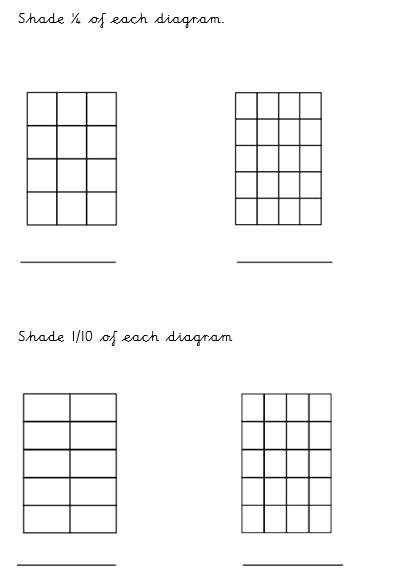 Shade ¼ of each diagram.
Shade 1/10 of each diagram